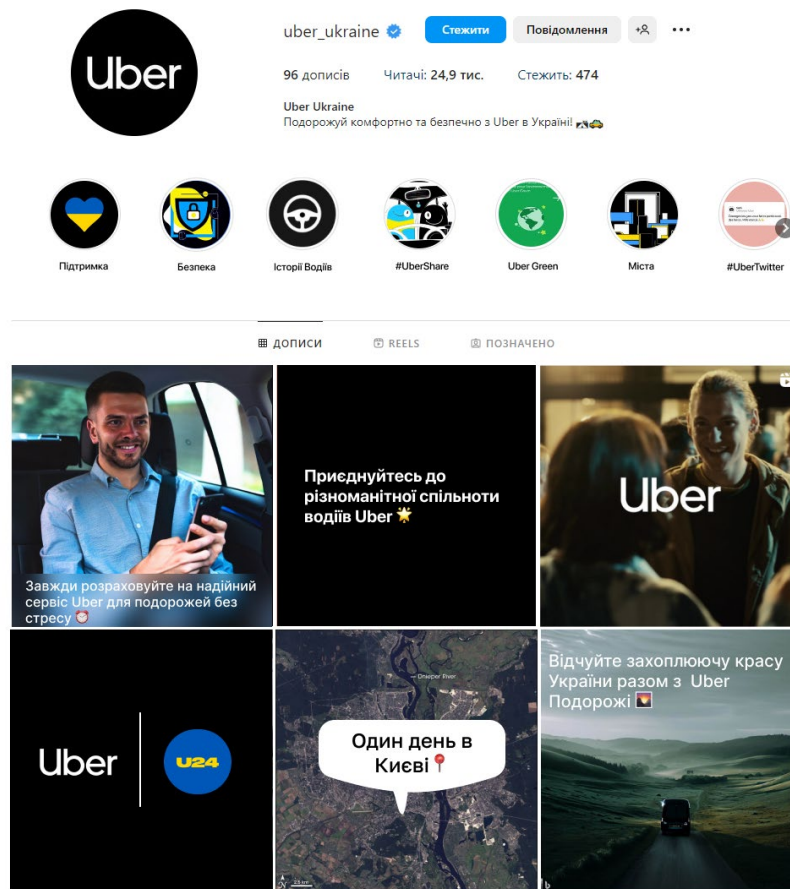 Uber
uber_ukraine
Стежити
Повідомлення
96 дописів
Читачі: 24,9 тис.
Стежить: 474
Uber Ukraine
Подорожуй комфортно та безпечно з Uber в Україні!
Підтримка
Безпека
Історії Водіїв
#UberShare
Uber Green
Міста
#UberTwitter
ДОПИСИ
REELS
ПОЗНАЧЕНО
Завжди розраховуйте на надійний
сервіс Uber для подорожей без
стресу
Приєднуйтесь до
різноманітної спільноти
водіїв Uber
Uber
Uber
U24
Dnieper River
Один день в
Києві
Відчуйте захоплюючу красу
України разом з Uber
Подорожі